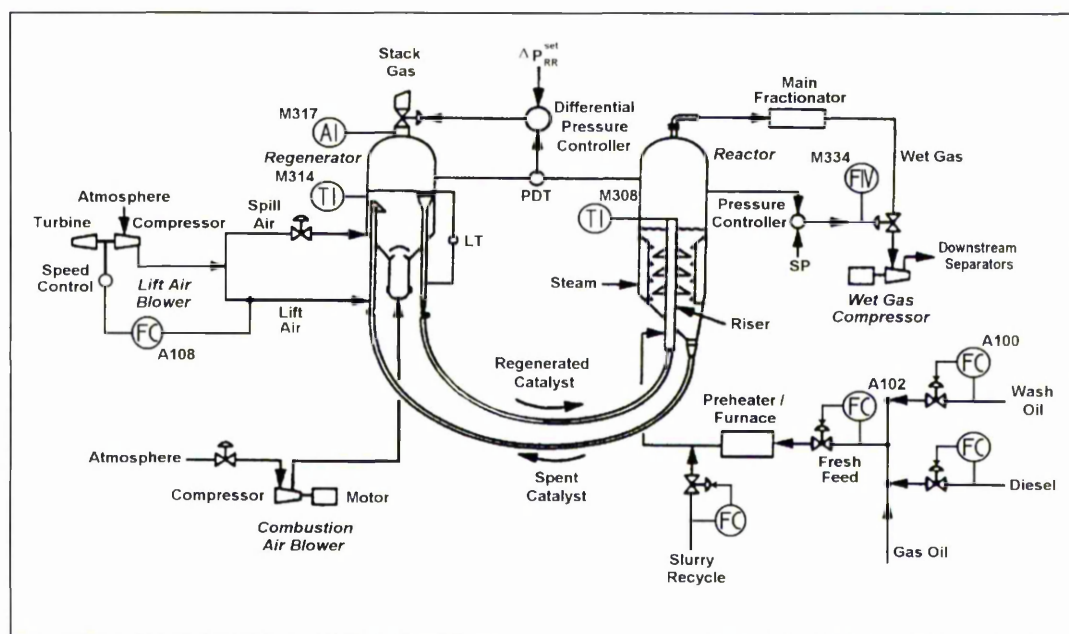 Stack
Gas
Δ P set RR
M317
AI
Regenerator
M314
TI
Differential
Pressure
Controller
PDT
LT
Main
Fractionator
Reactor
M308
TI
M334
FIV
Wet Gas
Pressure
Controller
SP
Downstream
Separators
Wet Gas
Compressor
Atmosphere
Turbine
Compressor
Spill
Air
Speed
Control
Lift Air
Blower
Lift
Air
FC
A108
Steam
Riser
Regenerated
Catalyst
Spent
Catalyst
Atmosphere
Compressor
Motor
Combustion
Air Blower
Preheater /
Furnace
A102
FC
Fresh
Feed
A100
FC
Wash
Oil
FC
Diesel
FC
Slurry
Recycle
Gas Oil